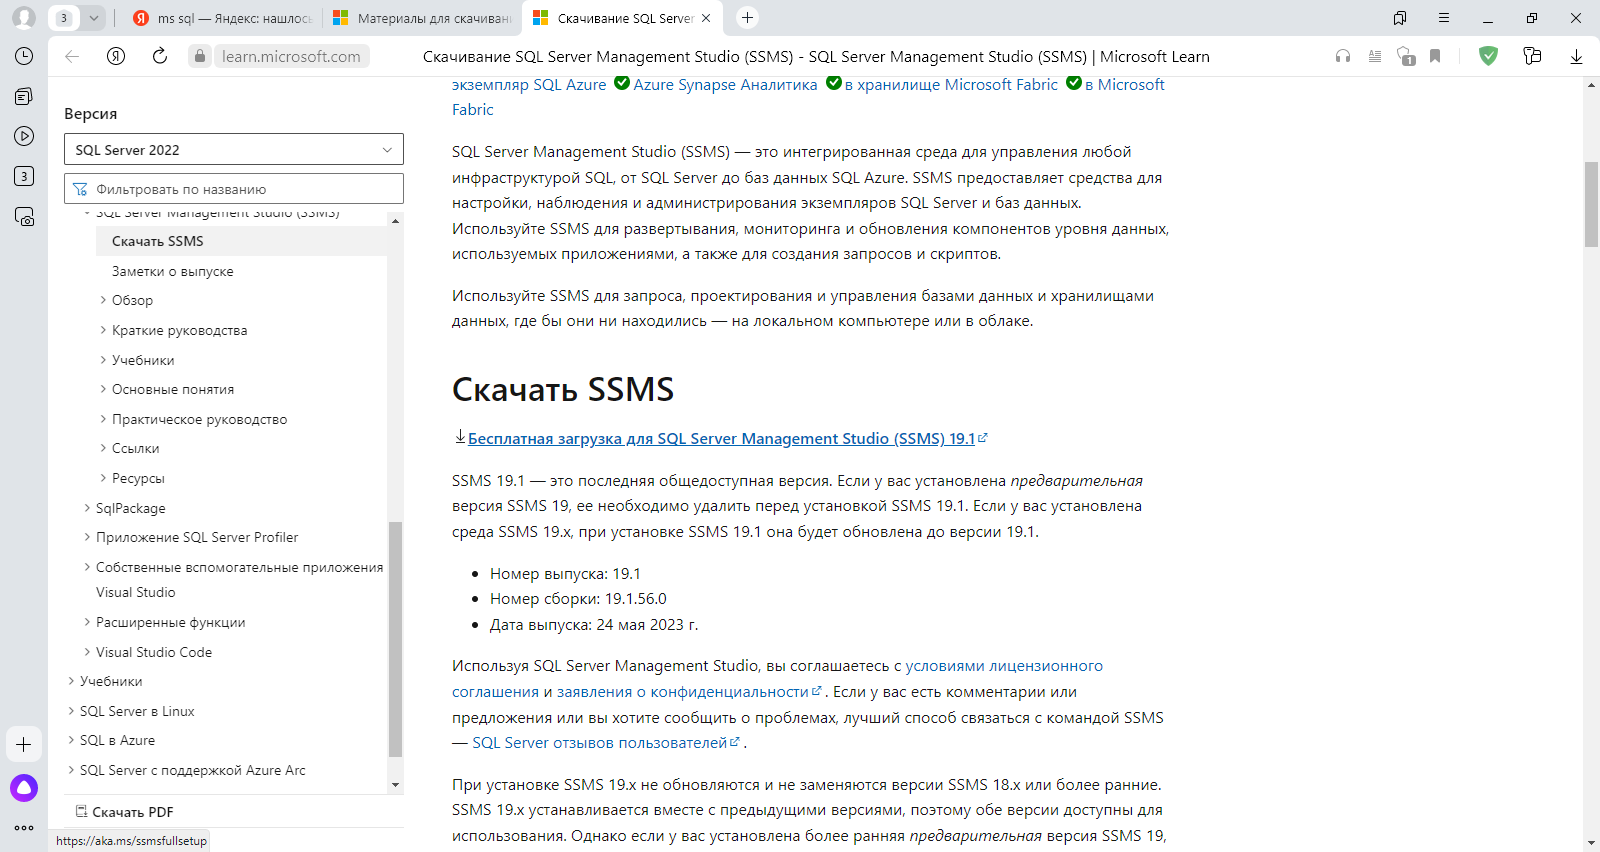 3
ms sql — Яндекс: нашлось
Материалы для скачивани
Скачивание SQL Server
learn.microsoft.com
Скачивание SQL Server Management Studio (SSMS) - SQL Server Management Studio (SSMS) | Microsoft Learn
1
3
Версия
SQL Server 2022
Фильтровать по названию
SQL Server Management Studio (SSMS)
Скачать SSMS
Заметки о выпуске
Обзор
Краткие руководства
Учебники
Основные понятия
Практическое руководство
Ссылки
Ресурсы
SqlPackage
Приложение SQL Server Profiler
Собственные вспомогательные приложения
Visual Studio
Расширенные функции
Visual Studio Code
Учебники
SQL Server в Linux
SQL в Azure
SQL Server с поддержкой Azure Arc
Скачать PDF
https://aka.ms/ssmsfullsetup
экземпляр SQL Azure Azure Synapse Аналитика в хранилище Microsoft Fabric в Microsoft
Fabric
SQL Server Management Studio (SSMS) — это интегрированная среда для управления любой
инфраструктурой SQL, от SQL Server до баз данных SQL Azure. SSMS предоставляет средства для
настройки, наблюдения и администрирования экземпляров SQL Server и баз данных.
Используйте SSMS для развертывания, мониторинга и обновления компонентов уровня данных,
используемых приложениями, а также для создания запросов и скриптов.
Используйте SSMS для запроса, проектирования и управления базами данных и хранилищами
данных, где бы они ни находились — на локальном компьютере или в облаке.
Скачать SSMS
Бесплатная загрузка для SQL Server Management Studio (SSMS) 19.1
SSMS 19.1 — это последняя общедоступная версия. Если у вас установлена предварительная
версия SSMS 19, ее необходимо удалить перед установкой SSMS 19.1. Если у вас установлена
среда SSMS 19.x, при установке SSMS 19.1 она будет обновлена до версии 19.1.
• Номер выпуска: 19.1
• Номер сборки: 19.1.56.0
• Дата выпуска: 24 мая 2023 г.
Используя SQL Server Management Studio, вы соглашаетесь с условиями лицензионного
соглашения и заявления о конфиденциальности . Если у вас есть комментарии или
предложения или вы хотите сообщить о проблемах, лучший способ связаться с командой SSMS
— SQL Server отзывов пользователей .
При установке SSMS 19.x не обновляются и не заменяются версии SSMS 18.x или более ранние.
SSMS 19.x устанавливается вместе с предыдущими версиями, поэтому обе версии доступны для
использования. Однако если у вас установлена более ранняя предварительная версия SSMS 19,